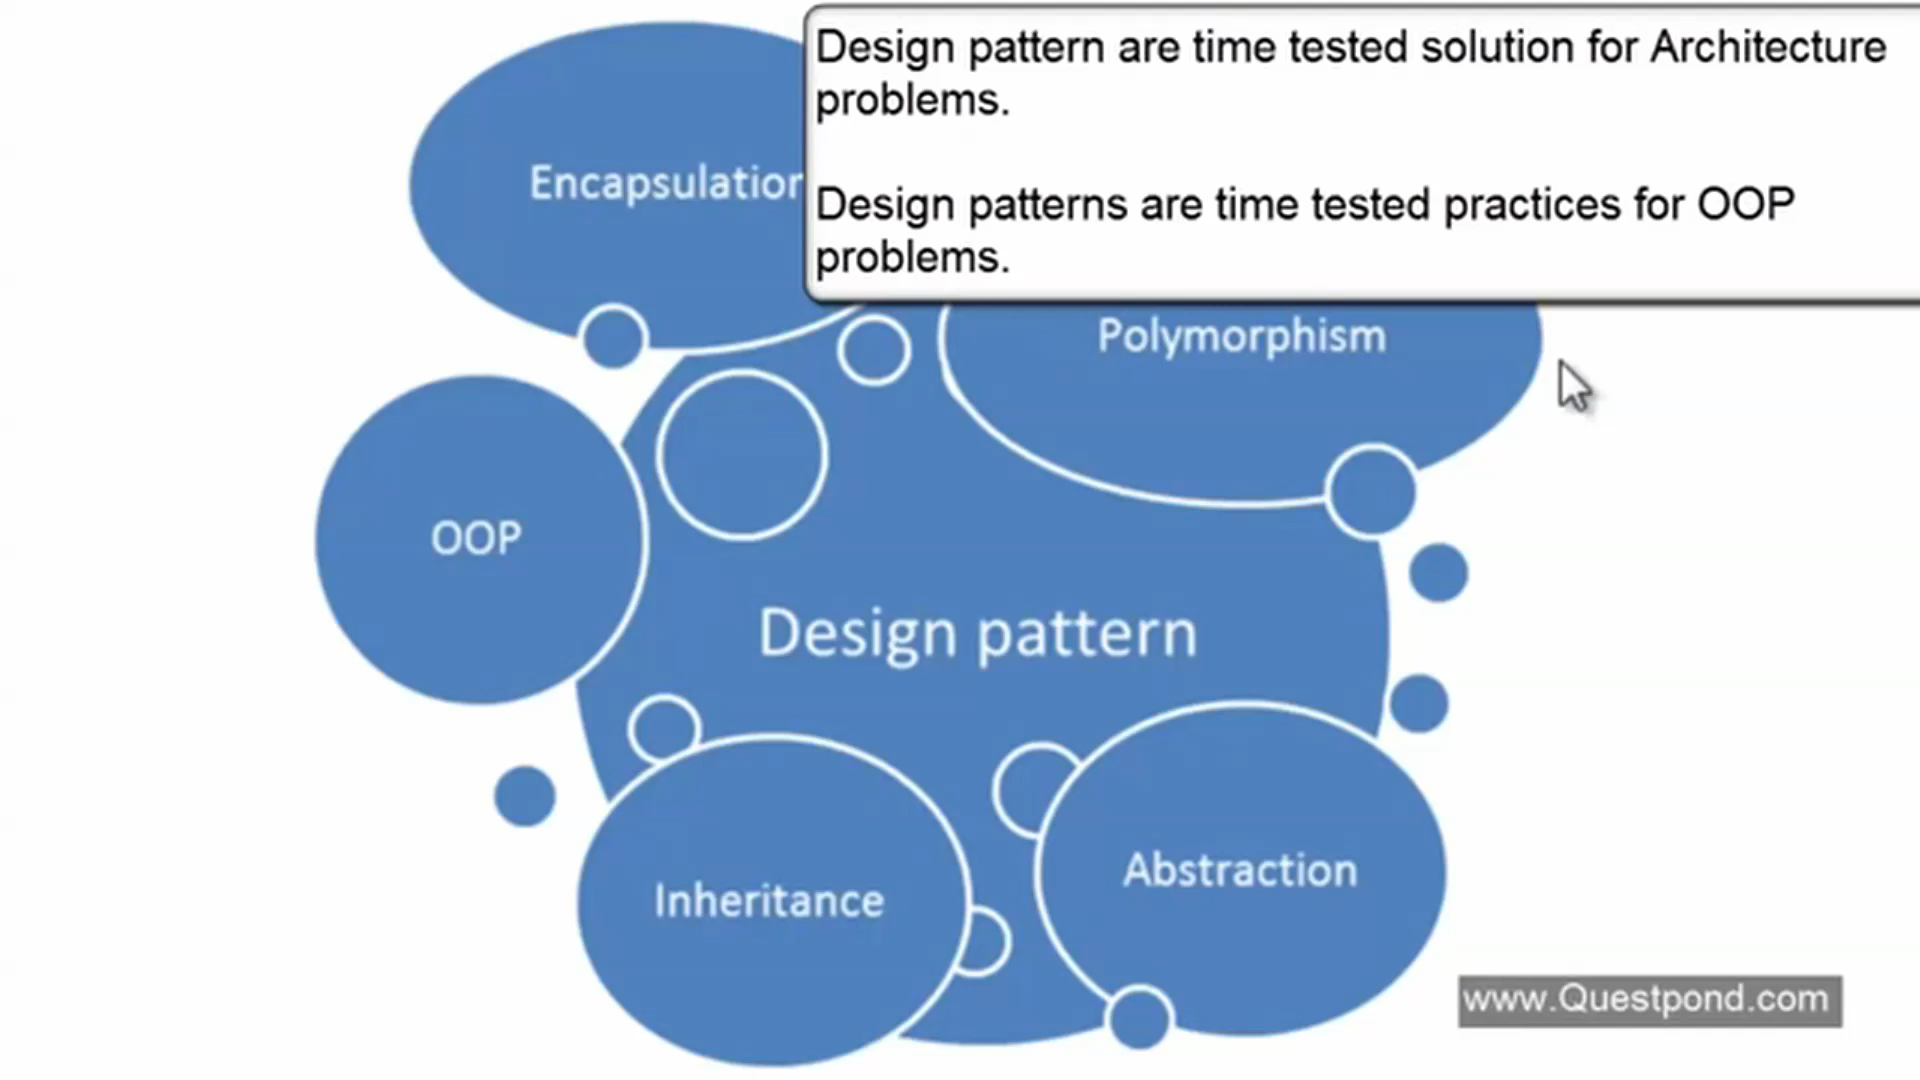 Design pattern are time tested solution for Architecture
problems.
Design patterns are time tested practices for OOP
problems.
Encapsulation
Polymorphism
OOP
Design pattern
Abstraction
Inheritance
www.Questpond.com